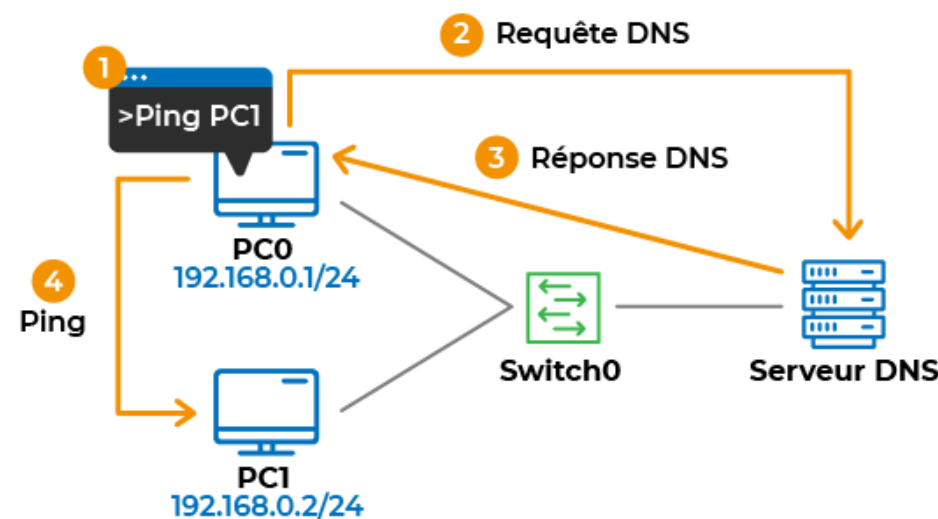 2 Requête DNS
1
>Ping PC1
3 Réponse DNS
PC0
192.168.0.1/24
4
Ping
Switch0
Serveur DNS
PC1
192.168.0.2/24